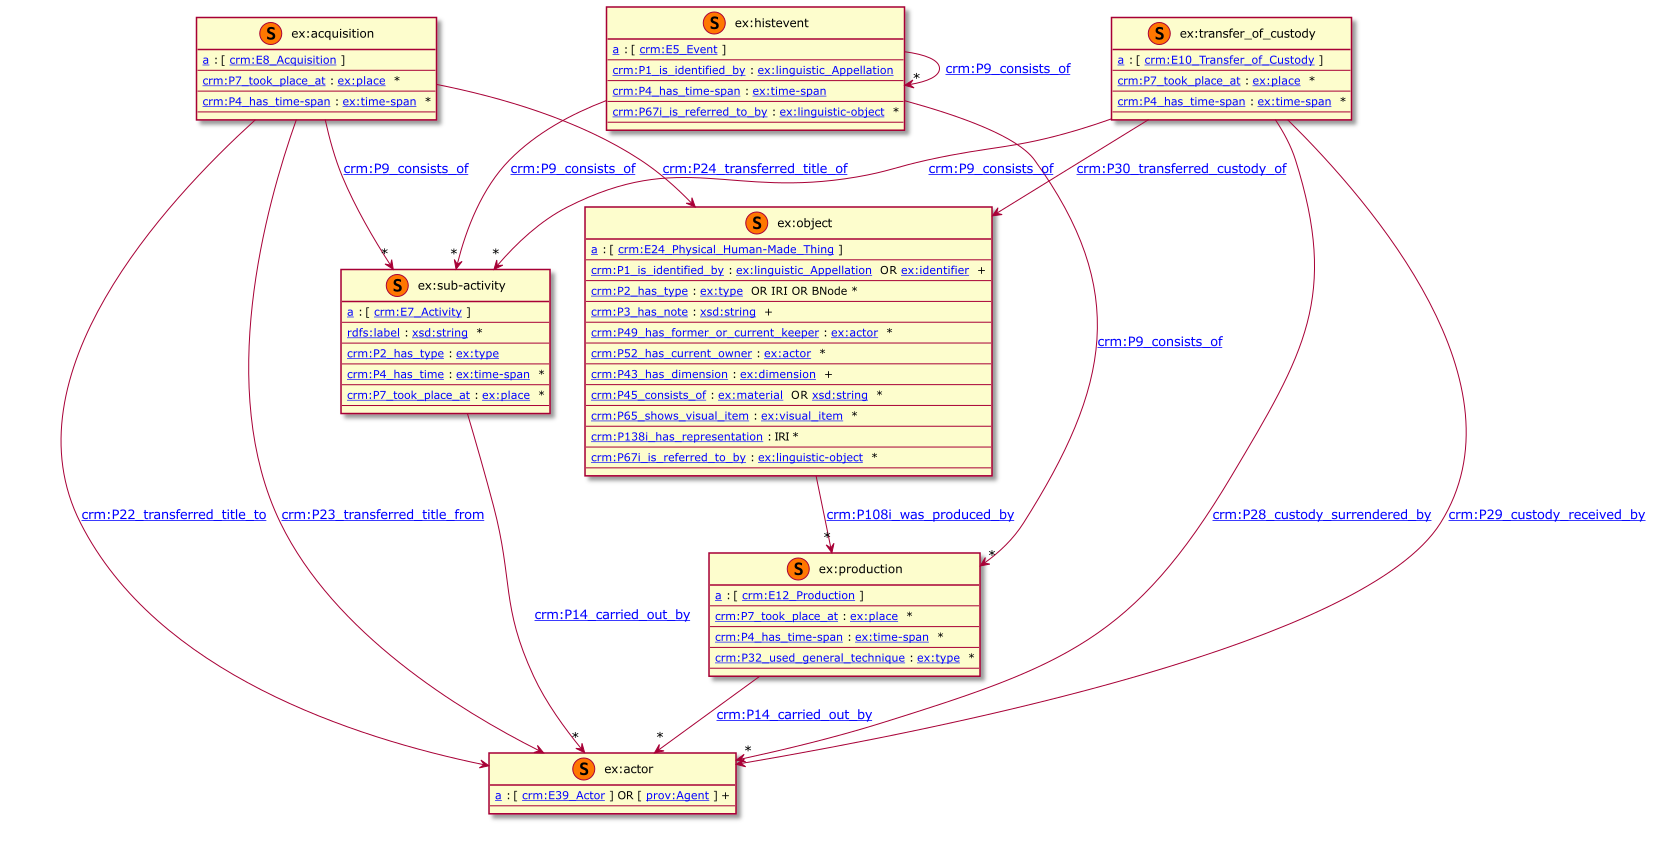 S ex:acquisition
a : [ crm:E8_Acquisition ]
crm:P7_took_place_at : ex:place *
crm:P4_has_time-span : ex:time-span *
S ex:histevent
a : [ crm:E5_Event ]
crm:P1_is_identified_by : ex:linguistic_Appellation
crm:P4_has_time-span : ex:time-span
crm:P67i_is_referred_to_by : ex:linguistic-object *
crm:P9_consists_of
*
S ex:transfer_of_custody
a : [ crm:E10_Transfer_of_Custody ]
crm:P7_took_place_at : ex:place *
crm:P4_has_time-span : ex:time-span *
crm:P9_consists_of
crm:P9_consists_of
crm:P24_transferred_title_of
crm:P9_consists_of
crm:P30_transferred_custody_of
*
*
*
S ex:sub-activity
a : [ crm:E7_Activity ]
rdfs:label : xsd:string *
crm:P2_has_type : ex:type
crm:P4_has_time : ex:time-span *
crm:P7_took_place_at : ex:place *
S ex:object
a : [ crm:E24_Physical_Human-Made_Thing ]
crm:P1_is_identified_by : ex:linguistic_Appellation OR ex:identifier +
crm:P2_has_type : ex:type OR IRI OR BNode *
crm:P3_has_note : xsd:string +
crm:P49_has_former_or_current_keeper : ex:actor *
crm:P52_has_current_owner : ex:actor *
crm:P43_has_dimension : ex:dimension +
crm:P45_consists_of : ex:material OR xsd:string *
crm:P65_shows_visual_item : ex:visual_item *
crm:P138i_has_representation : IRI *
crm:P67i_is_referred_to_by : ex:linguistic-object *
crm:P9_consists_of
crm:P22_transferred_title_to
crm:P23_transferred_title_from
crm:P108i_was_produced_by
crm:P28_custody_surrendered_by
crm:P29_custody_received_by
*
*
S ex:production
a : [ crm:E12_Production ]
crm:P7_took_place_at : ex:place *
crm:P4_has_time-span : ex:time-span *
crm:P32_used_general_technique : ex:type *
crm:P14_carried_out_by
crm:P14_carried_out_by
*
*
*
S ex:actor
a : [ crm:E39_Actor ] OR [ prov:Agent ] +